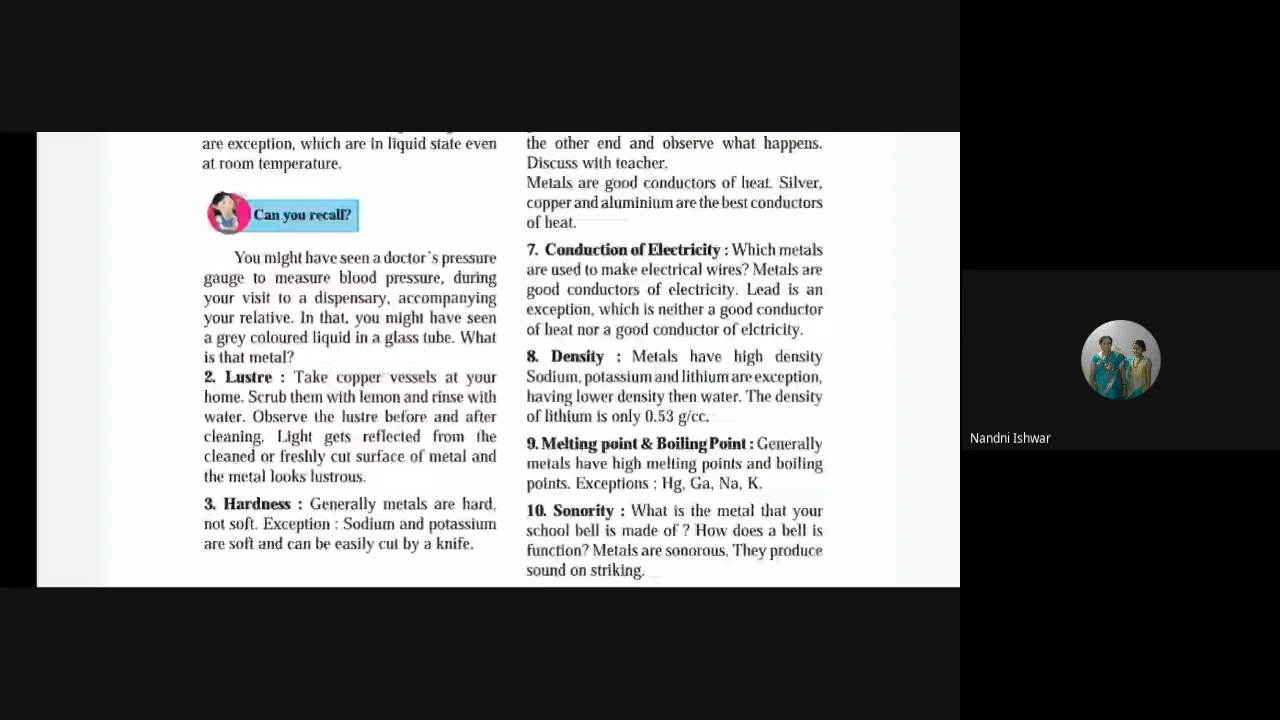 are exception, which are in liquid state even
at room temperature.
Can you recall?
You might have seen a doctor's pressure
gauge to measure blood pressure, during
your visit to a dispensary, accompanying
your relative. In that, you might have seen
a grey coloured liquid in a glass tube. What
is that metal?
2. Lustre : Take copper vessels at your
home. Scrub them with lemon and rinse with
water. Observe the lustre before and after
cleaning. Light gets reflected from the
cleaned or freshly cut surface of metal and
the metal looks lustrous.
3. Hardness : Generally metals are hard,
not soft. Exception : Sodium and potassium
are soft and can be easily cut by a knife.
the other end and observe what happens.
Discuss with teacher.
Metals are good conductors of heat. Silver,
copper and aluminium are the best conductors
of heat.
7. Conduction of Electricity : Which metals
are used to make electrical wires? Metals are
good conductors of electricity. Lead is an
exception, which is neither a good conductor
of heat nor a good conductor of elctricity.
8. Density : Metals have high density
Sodium, potassium and lithium are exception,
having lower density then water. The density
of lithium is only 0.53 g/cc.
9. Melting point & Boiling Point : Generally
metals have high melting points and boiling
points. Exceptions : Hg, Ga, Na, K.
10. Sonority : What is the metal that your
school bell is made of ? How does a bell is
function? Metals are sonorous. They produce
sound on striking.
Nandni Ishwar